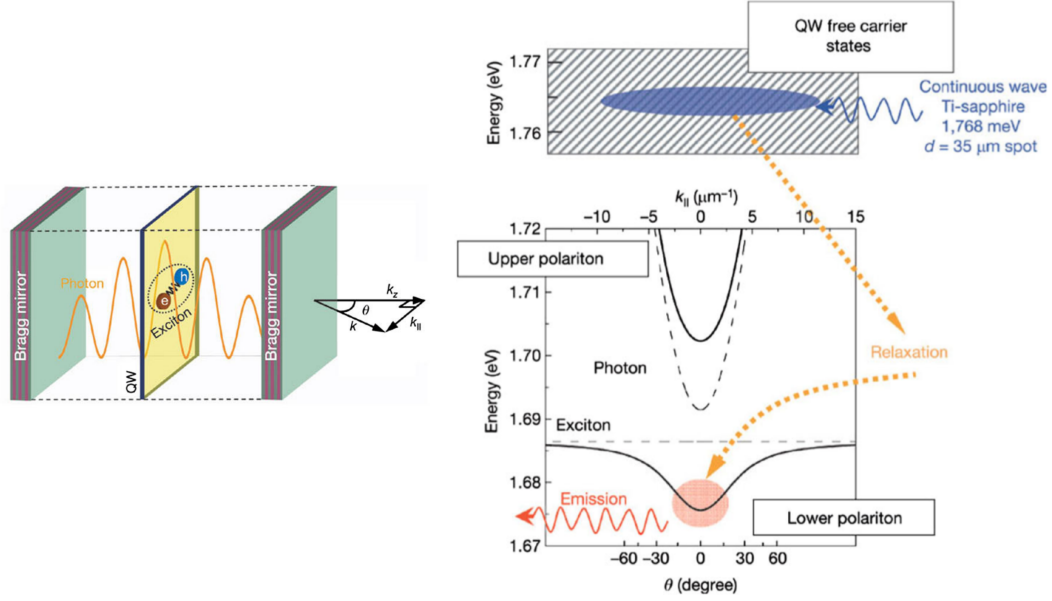 Bragg mirror
Photon
e
h
Exciton
QW
Bragg mirror
k_z
θ
k
k_||
QW free carrier
states
Continuous wave
Ti-sapphire
1,768 meV
d = 35 μm spot
Energy (eV)
1.77
1.76
k_|| (μm⁻¹)
−10 −5 0 5 10 15
Upper polariton
Energy (eV)
1.72
1.71
1.70
1.69
1.68
1.67
Photon
Exciton
Relaxation
Emission
Lower polariton
−60 −30 0 30 60
θ (degree)